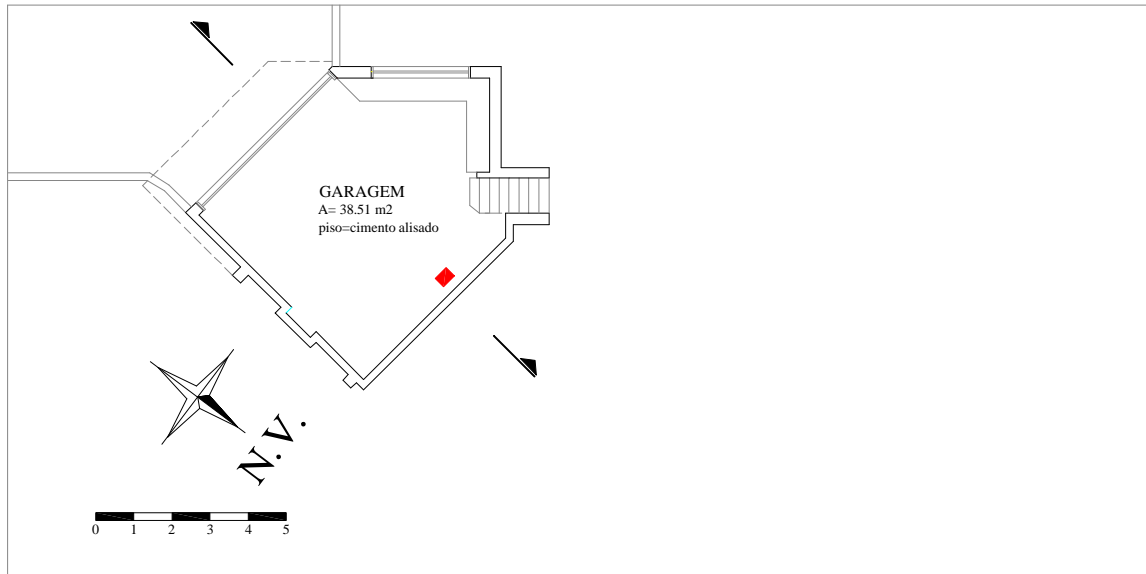 GARAGEM
A= 38.51 m2
piso=cimento alisado
N.V.
0 1 2 3 4 5